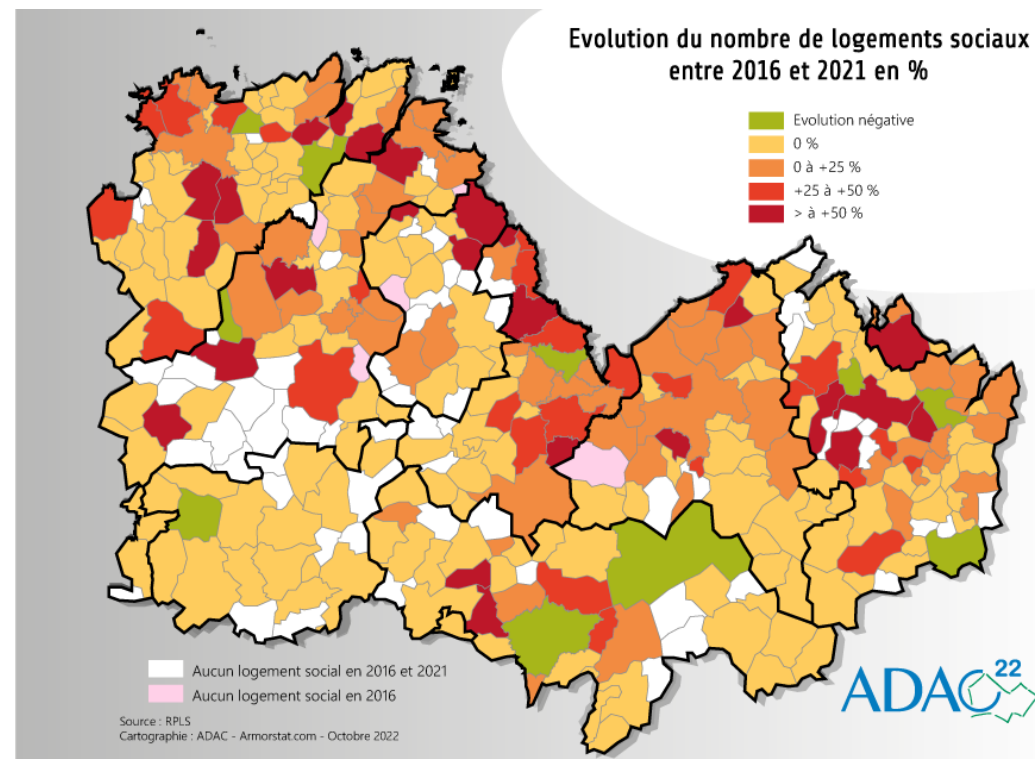 Evolution du nombre de logements sociaux
entre 2016 et 2021 en %
Evolution négative
0 %
0 à +25 %
+25 à +50 %
> à +50 %
Aucun logement social en 2016 et 2021
Aucun logement social en 2016
Source : RPLS
Cartographie : ADAC - Armorstat.com - Octobre 2022
ADAC 22